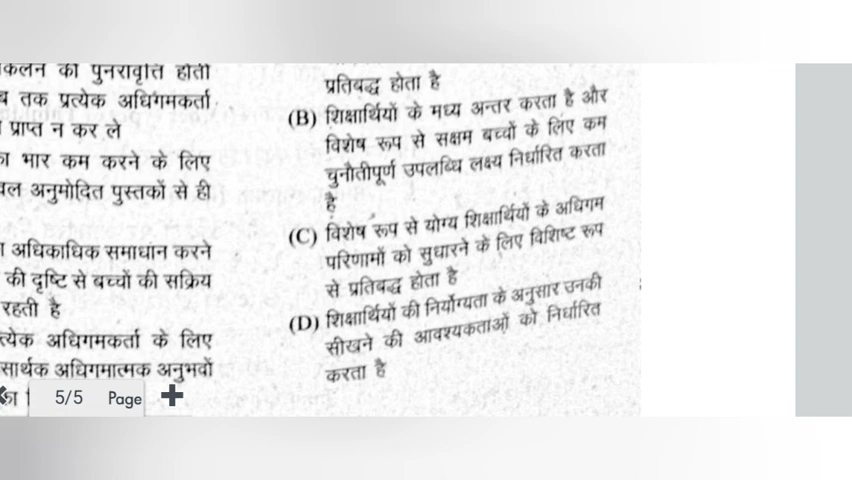 कलन की पुनरावृत्ति होती
ब तक प्रत्येक अधिगमकर्ता
प्राप्त न कर ले
ा भार कम करने के लिए
वल अनुमोदित पुस्तकों से ही
अधिकाधिक समाधान करने
की दृष्टि से बच्चों की सक्रिय
रहती है
त्येक अधिगमकर्ता के लिए
सार्थक अधिगमात्मक अनुभवों
प्रतिबद्ध होता है
(B) शिक्षार्थियों के मध्य अन्तर करता है और
विशेष रूप से सक्षम बच्चों के लिए कम
चुनौतीपूर्ण उपलब्धि लक्ष्य निर्धारित करता
है
(C) विशेष रूप से योग्य शिक्षार्थियों के अधिगम
परिणामों को सुधारने के लिए विशिष्ट रूप
से प्रतिबद्ध होता है
(D) शिक्षार्थियों की निर्योग्यता के अनुसार उनकी
सीखने की आवश्यकताओं को निर्धारित
करता है
5/5 Page +